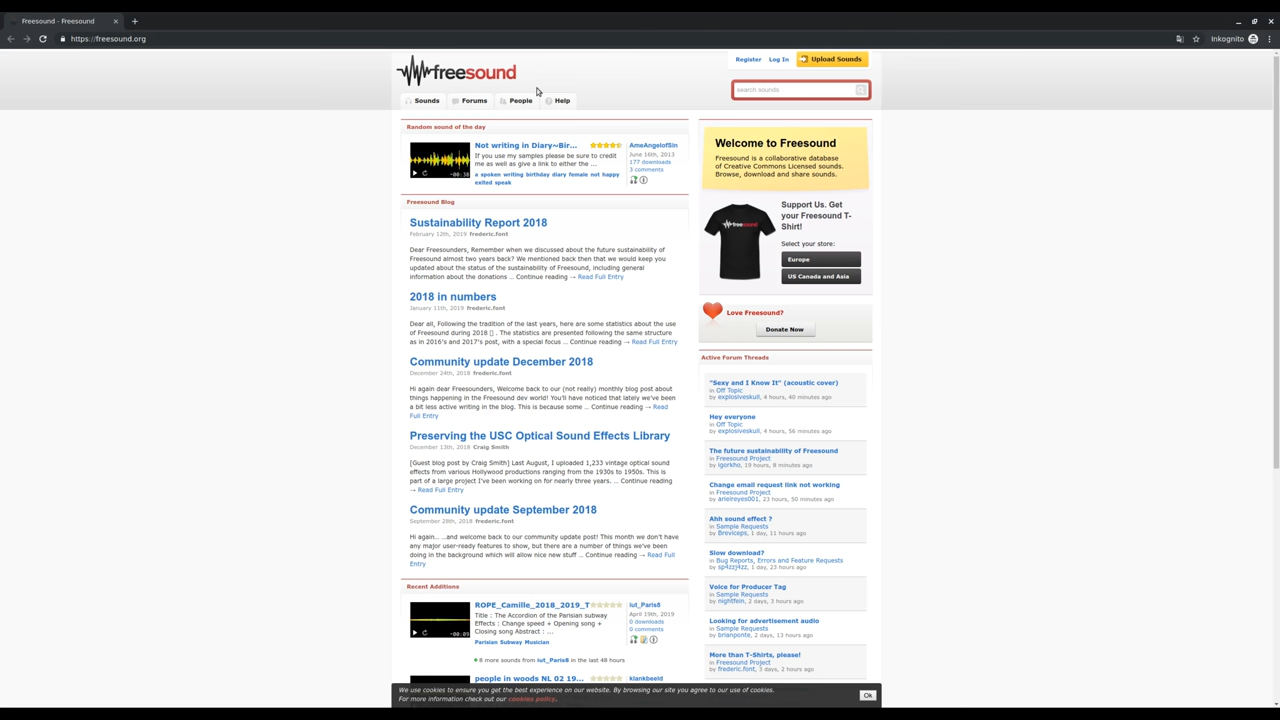 Freesound - Freesound
https://freesound.org
Inkognito
freesound
Register
Log In
Upload Sounds
search sounds
Sounds
Forums
People
Help
Random sound of the day
-00:38
Not writing in Diary~Bir...
If you use my samples please be sure to credit
me as well as give a link to either the ...
a spoken writing birthday diary female not happy
exited speak
AmeAngelofSin
June 16th, 2013
177 downloads
3 comments
Freesound Blog
Sustainability Report 2018
February 12th, 2019 frederic.font
Dear Freesounders, Remember when we discussed about the future sustainability of
Freesound almost two years back? We mentioned back then that we would keep you
updated about the status of the sustainability of Freesound, including general
information about the donations ... Continue reading → Read Full Entry
2018 in numbers
January 11th, 2019 frederic.font
Dear all, Following the tradition of the last years, here are some statistics about the use
of Freesound during 2018 . The statistics are presented following the same structure
as in 2016's and 2017's post, with a special focus ... Continue reading → Read Full Entry
Community update December 2018
December 24th, 2018 frederic.font
Hi again dear Freesounders, Welcome back to our (not really) monthly blog post about
things happening in the Freesound dev world! You'll have noticed that lately we've been
a bit less active writing in the blog. This is because some ... Continue reading → Read
Full Entry
Preserving the USC Optical Sound Effects Library
December 13th, 2018 Craig Smith
[Guest blog post by Craig Smith] Last August, I uploaded 1,233 vintage optical sound
effects from various Hollywood productions ranging from the 1930s to 1950s. This is
part of a large project I've been working on for nearly three years. ... Continue reading
→ Read Full Entry
Community update September 2018
September 28th, 2018 frederic.font
Hi again... ...and welcome back to our community update post! This month we don't have
any major user-ready features to show, but there are a number of things we've been
doing in the background which will allow nice new stuff ... Continue reading → Read Full
Entry
Recent Additions
-00:09
ROPE_Camille_2018_2019_T
Title : The Accordion of the Parisian subway
Effects : Change speed + Opening song +
Closing song Abstract : ...
Parisian Subway Musician
iut_Paris8
April 19th, 2019
0 downloads
0 comments
8 more sounds from iut_Paris8 in the last 48 hours
people in woods NL 02 19...
klankbeeld
Welcome to Freesound
Freesound is a collaborative database
of Creative Commons Licensed sounds.
Browse, download and share sounds.
freesound
Support Us. Get
your Freesound T-
Shirt!
Select your store:
Europe
US Canada and Asia
Love Freesound?
Donate Now
Active Forum Threads
"Sexy and I Know It" (acoustic cover)
in Off Topic
by explosiveskull, 4 hours, 40 minutes ago
Hey everyone
in Off Topic
by explosiveskull, 4 hours, 56 minutes ago
The future sustainability of Freesound
in Freesound Project
by igorkho, 19 hours, 8 minutes ago
Change email request link not working
in Freesound Project
by arielreyes001, 23 hours, 50 minutes ago
Ahh sound effect ?
in Sample Requests
by Breviceps, 1 day, 11 hours ago
Slow download?
in Bug Reports, Errors and Feature Requests
by sp4zzj4zz, 1 day, 23 hours ago
Voice for Producer Tag
in Sample Requests
by nightfein, 2 days, 3 hours ago
Looking for advertisement audio
in Sample Requests
by brianponte, 2 days, 13 hours ago
More than T-Shirts, please!
in Freesound Project
by frederic.font, 3 days, 2 hours ago
We use cookies to ensure you get the best experience on our website. By browsing our site you agree to our use of cookies.
For more information check out our cookies policy.
Ok